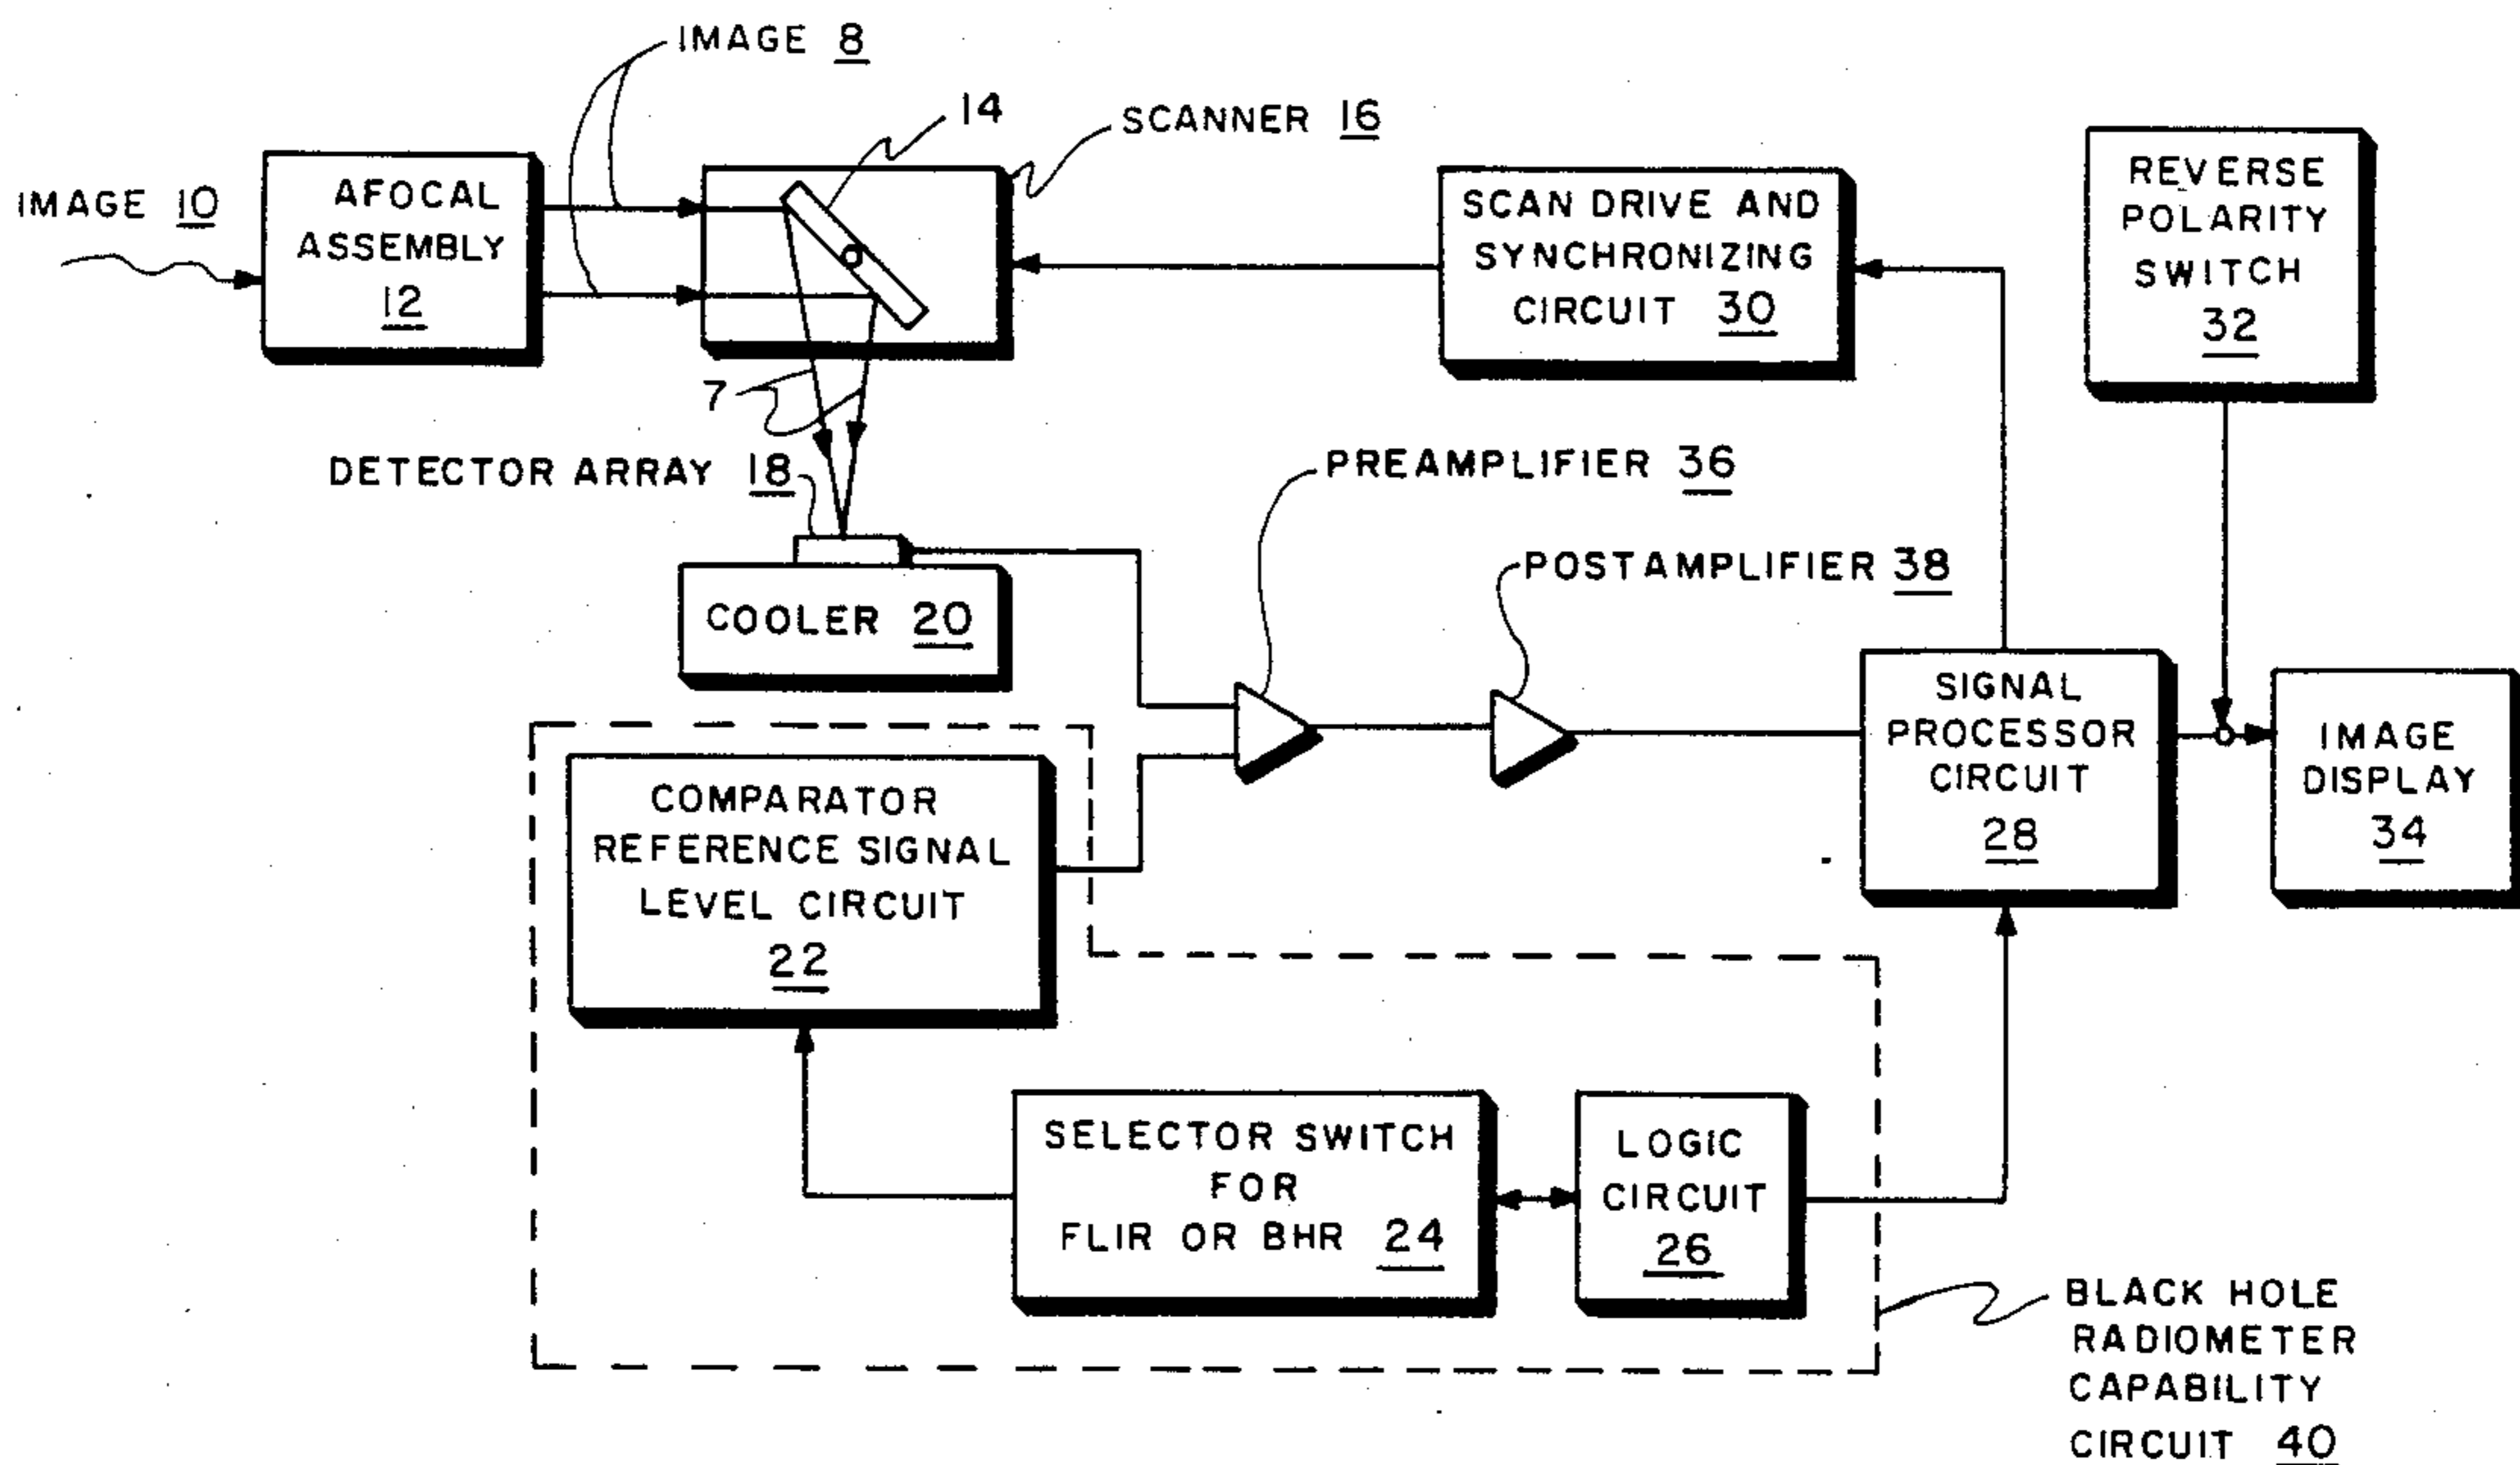 IMAGE 8
14
SCANNER 16
IMAGE 10
AFOCAL
ASSEMBLY
12
SCAN DRIVE AND
SYNCHRONIZING
CIRCUIT 30
REVERSE
POLARITY
SWITCH
32
7
DETECTOR ARRAY 18
PREAMPLIFIER 36
POSTAMPLIFIER 38
COOLER 20
SIGNAL
PROCESSOR
CIRCUIT
28
IMAGE
DISPLAY
34
COMPARATOR
REFERENCE SIGNAL
LEVEL CIRCUIT
22
SELECTOR SWITCH
FOR
FLIR OR BHR 24
LOGIC
CIRCUIT
26
BLACK HOLE
RADIOMETER
CAPABILITY
CIRCUIT 40